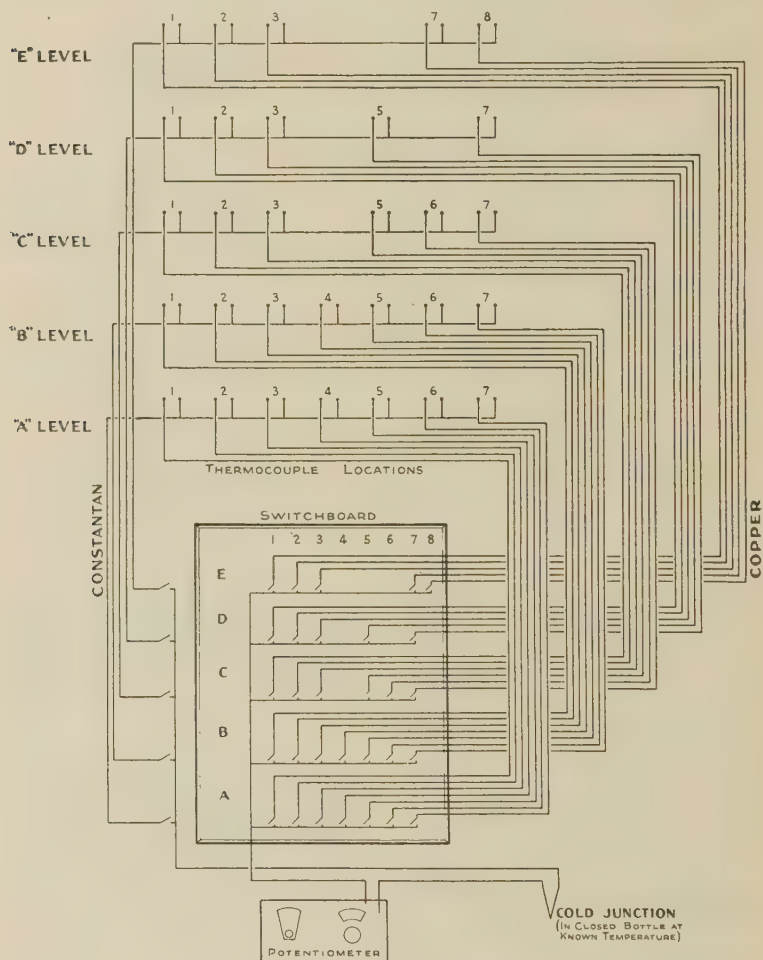 1 2 3 7 8
"E" LEVEL
1 2 3 5 7
"D" LEVEL
1 2 3 5 6 7
"C" LEVEL
1 2 3 4 5 6 7
"B" LEVEL
1 2 3 4 5 6 7
"A" LEVEL
THERMOCOUPLE LOCATIONS
CONSTANTAN
COPPER
SWITCHBOARD
1 2 3 4 5 6 7 8
E
D
C
B
A
COLD JUNCTION
(IN CLOSED BOTTLE AT
KNOWN TEMPERATURE)
POTENTIOMETER